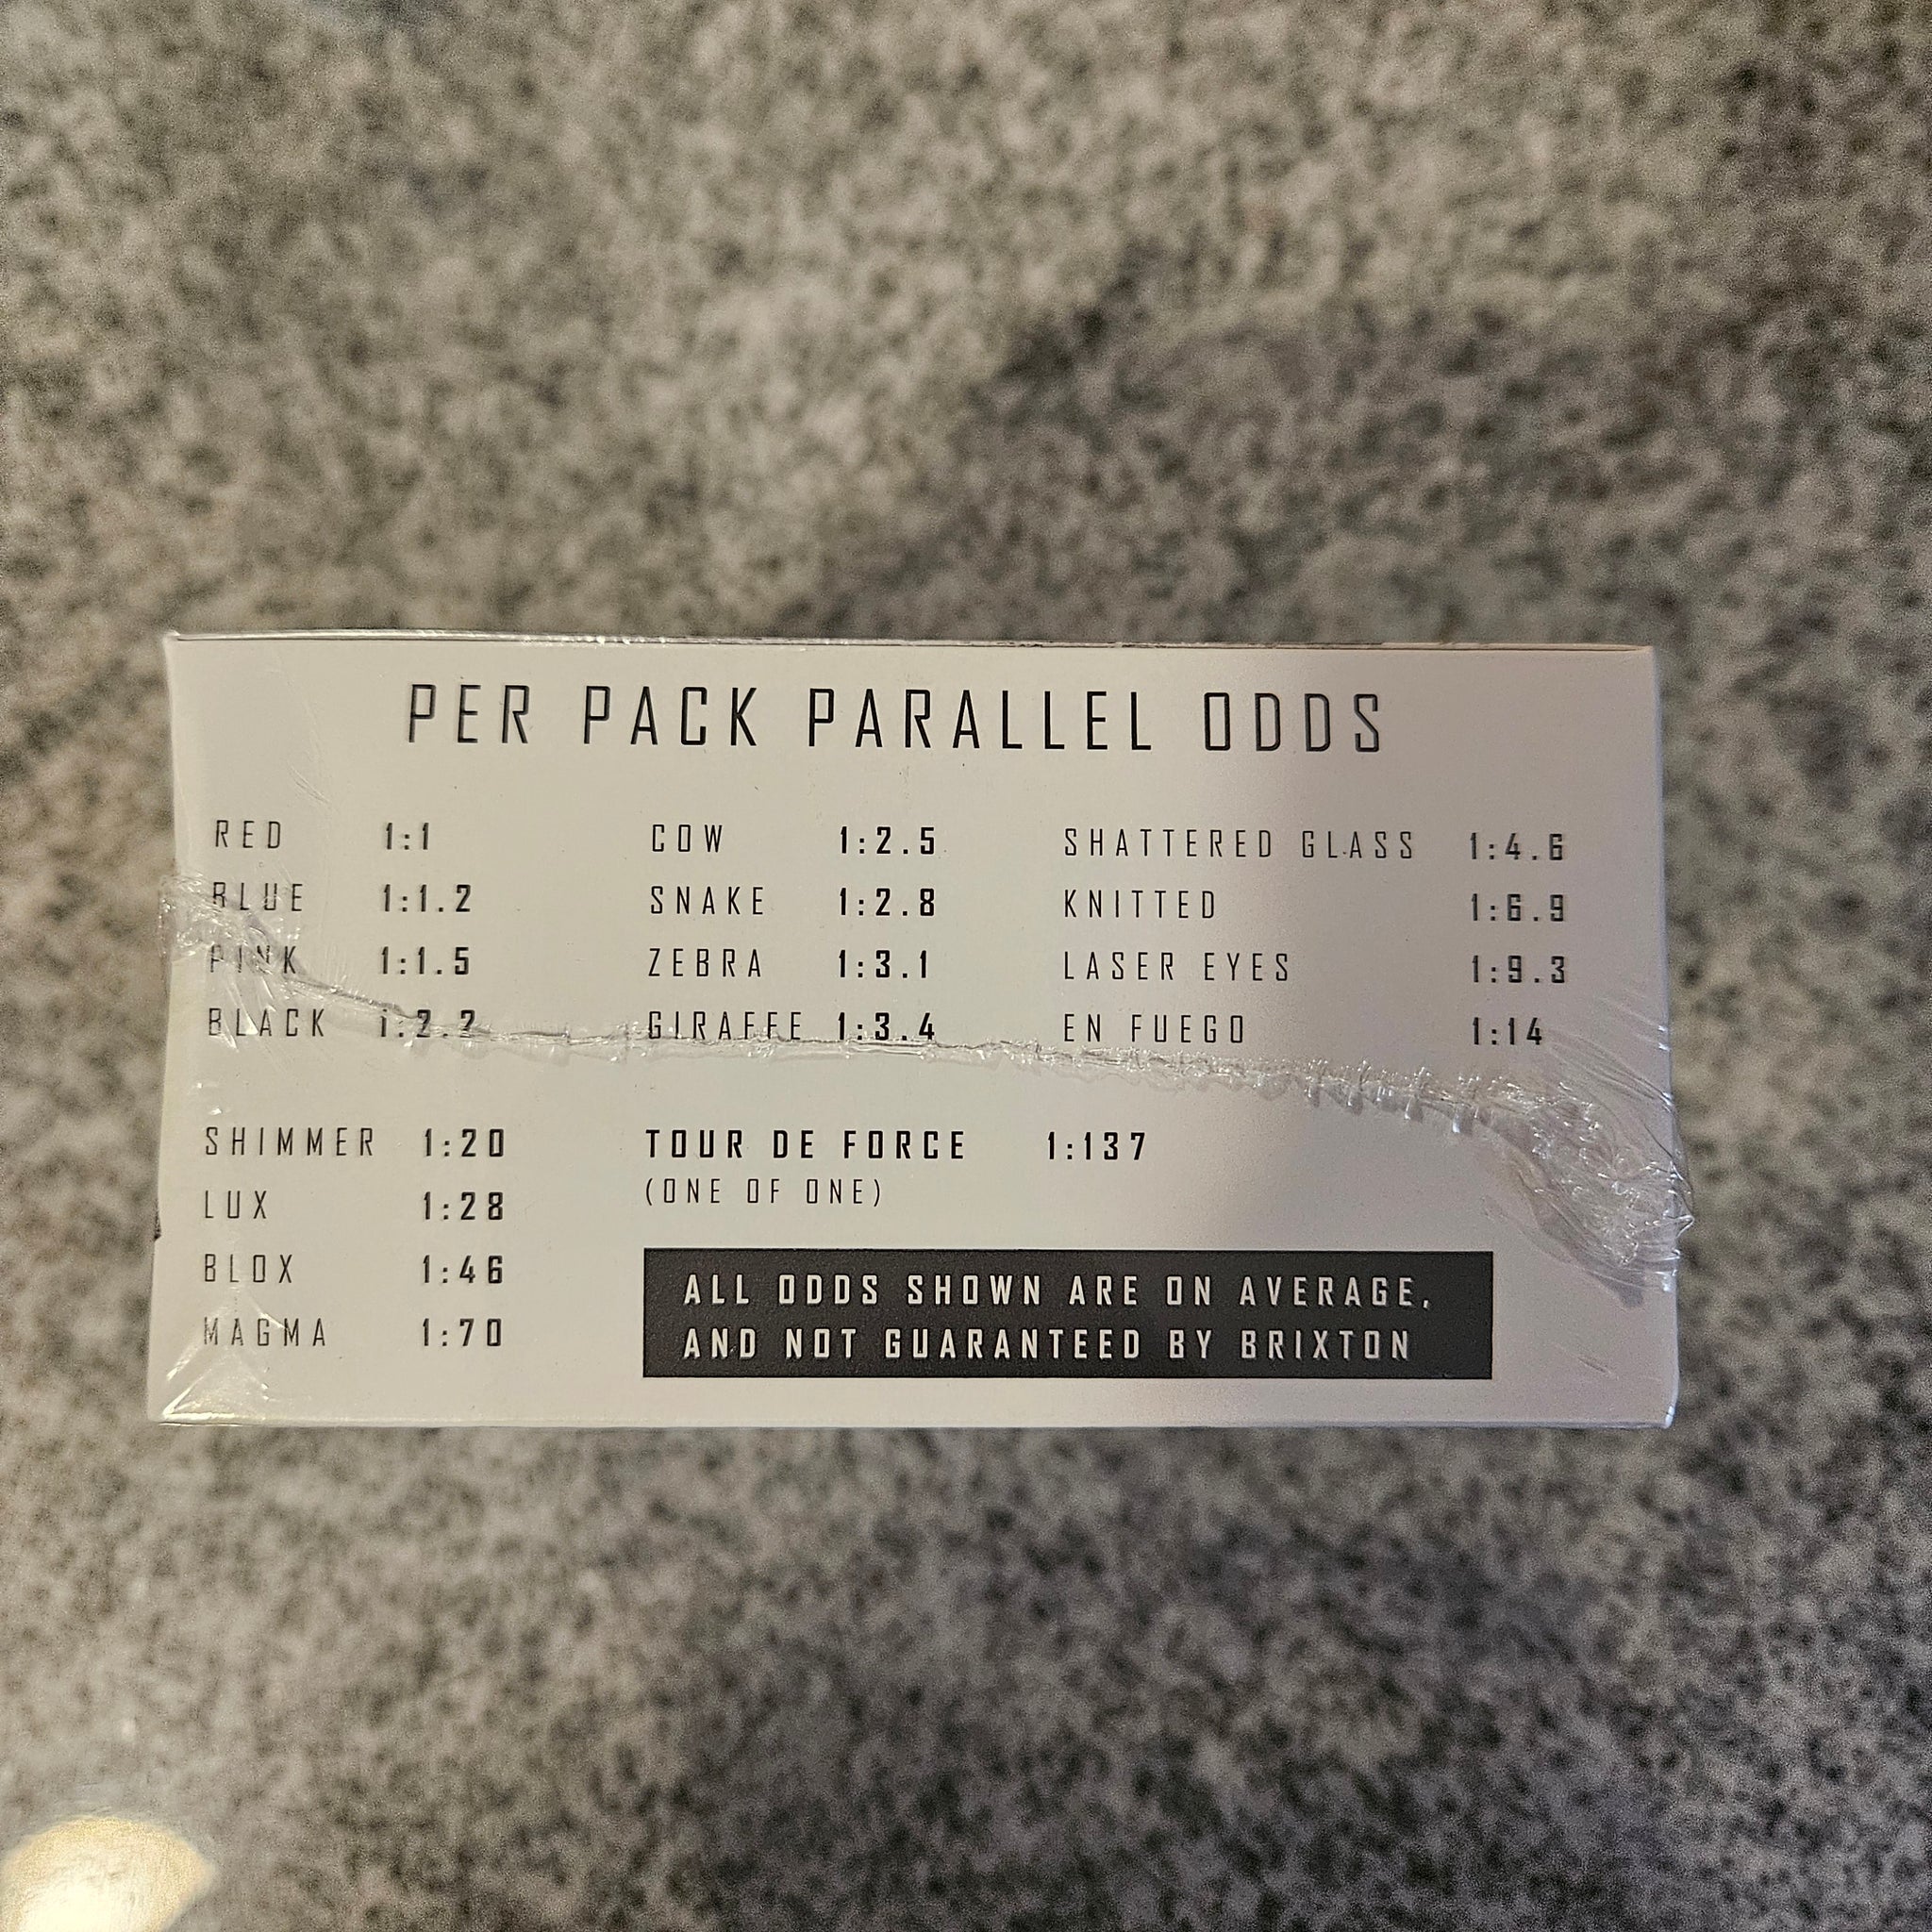 PER PACK PARALLEL ODDS
RED 1:1
BLUE 1:1.2
PINK 1:1.5
BLACK 1:2.2
COW 1:2.5
SNAKE 1:2.8
ZEBRA 1:3.1
GIRAFFE 1:3.4
SHATTERED GLASS 1:4.6
KNITTED 1:6.9
LASER EYES 1:9.3
EN FUEGO 1:14
SHIMMER 1:20
LUX 1:28
BLOX 1:46
MAGMA 1:70
TOUR DE FORCE 1:137
(ONE OF ONE)
ALL ODDS SHOWN ARE ON AVERAGE,
AND NOT GUARANTEED BY BRIXTON